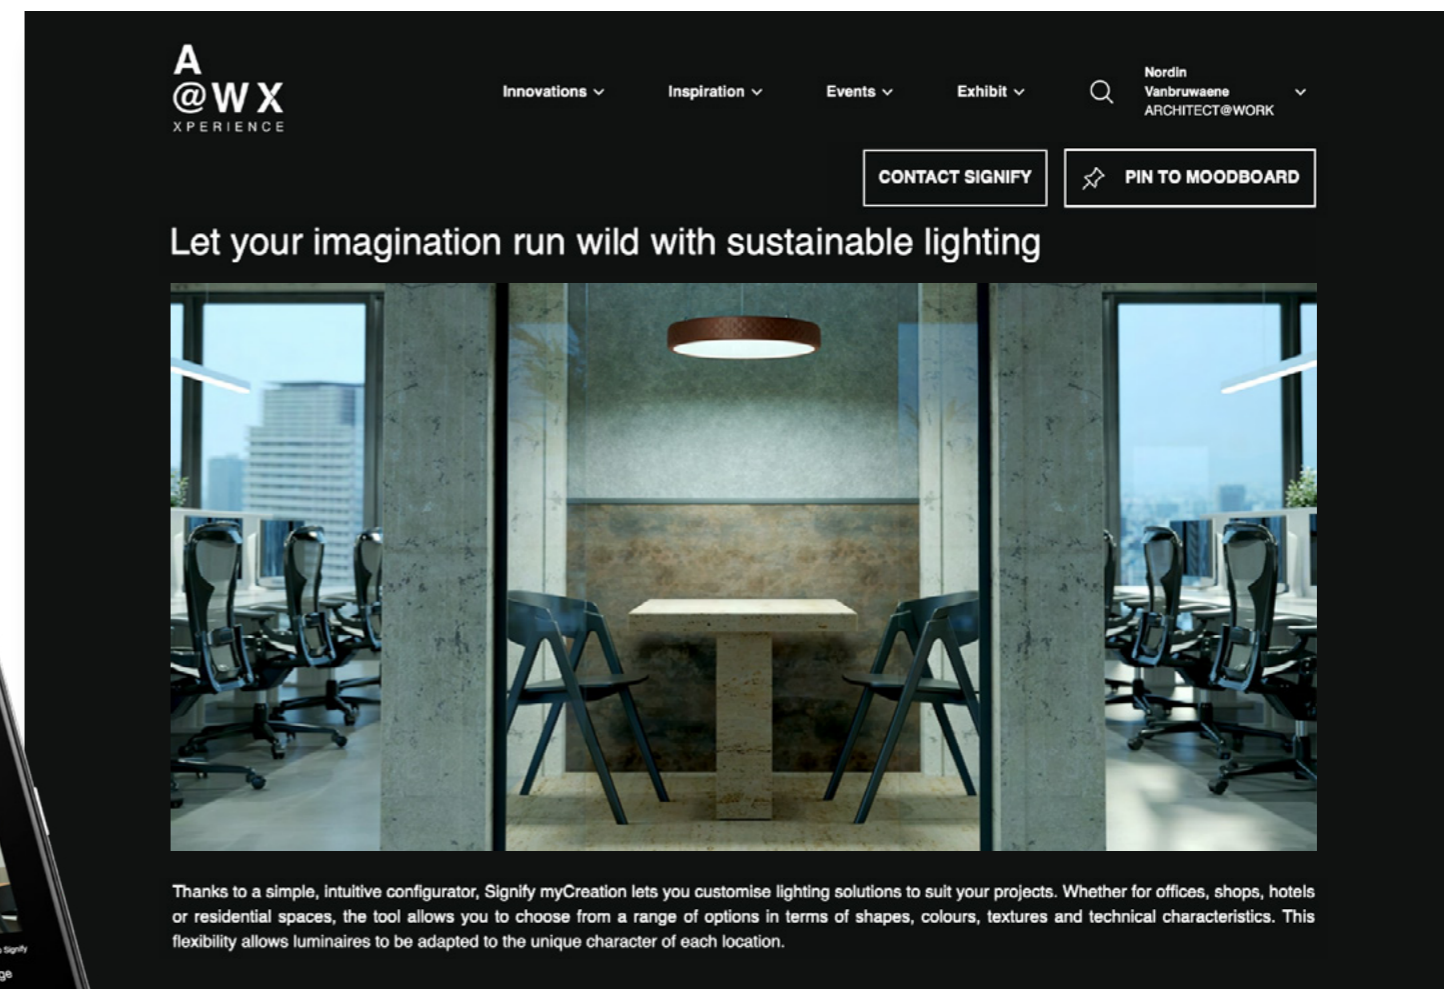 A
@WX
XPERIENCE
Innovations
Inspiration
Events
Exhibit
Nordin
Vanbruwaene
ARCHITECT@WORK
CONTACT SIGNIFY
PIN TO MOODBOARD
Let your imagination run wild with sustainable lighting
Thanks to a simple, intuitive configurator, Signify myCreation lets you customise lighting solutions to suit your projects. Whether for offices, shops, hotels
or residential spaces, the tool allows you to choose from a range of options in terms of shapes, colours, textures and technical characteristics. This
flexibility allows luminaires to be adapted to the unique character of each location.
Signify